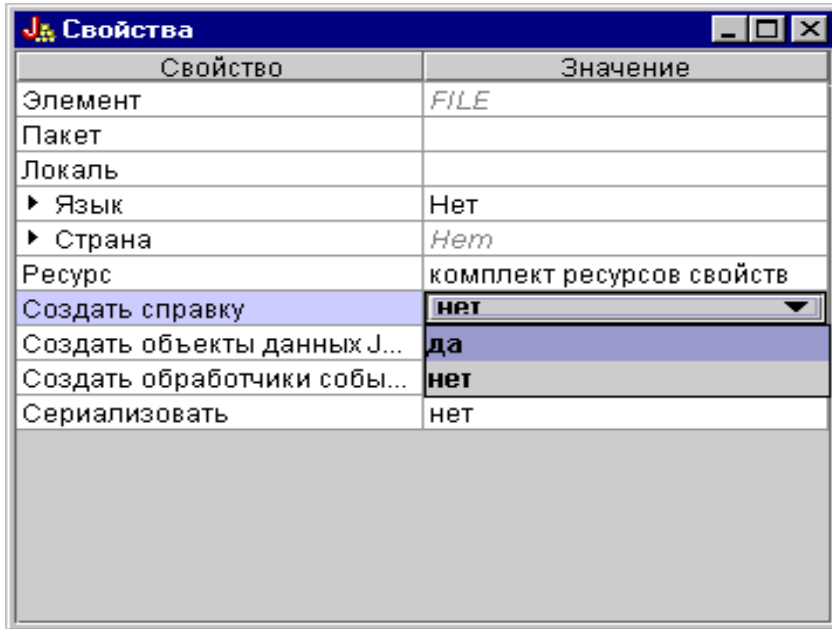 Свойства
Свойство Значение
Элемент FILE
Пакет
Локаль
Язык Нет
Страна Нет
Ресурс комплект ресурсов свойств
Создать справку нет
Создать объекты данных J... да
Создать обработчики собы... нет
Сериализовать нет